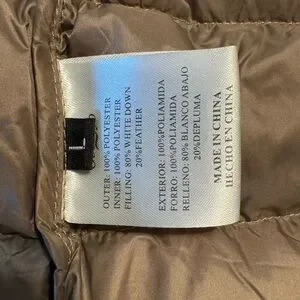 L
OUTER: 100% POLYESTER
INNER: 100% POLYESTER
FILLING: 80% WHITE DOWN
20%FEATHER
EXTERIOR: 100%POLIAMIDA
FORRO: 100%POLIAMIDA
RELLENO: 80% BLANCO ABAJO
20%DEPLUMA
MADE IN CHINA
HECHO EN CHINA